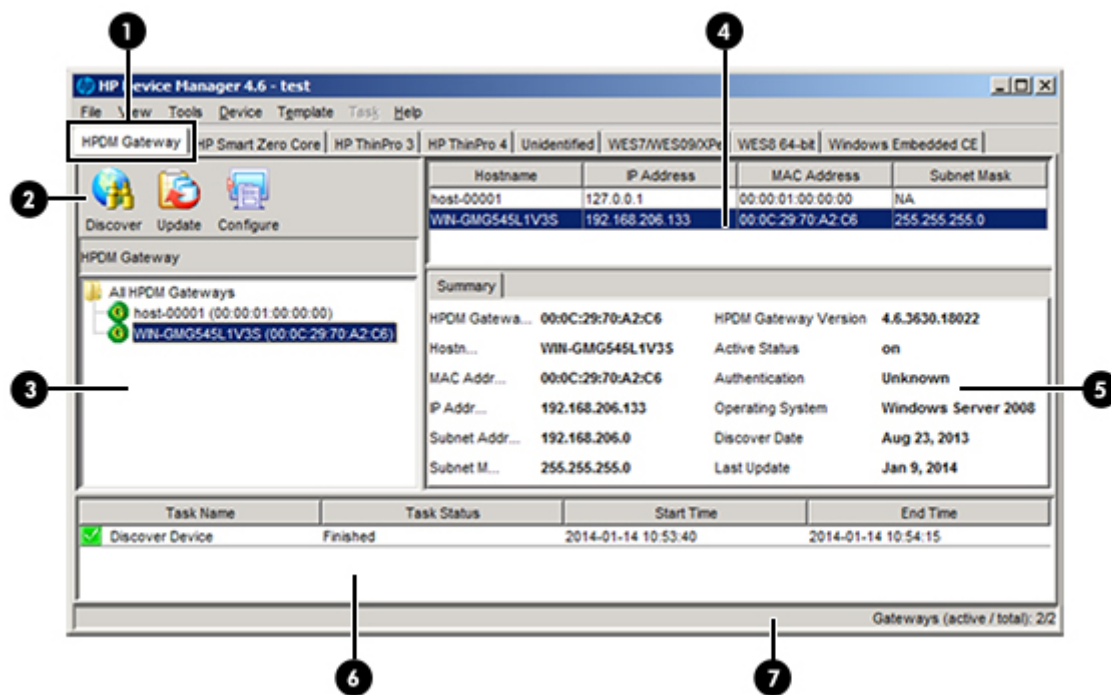 1
4
HP Device Manager 4.6 - test
File View Tools Device Template Task Help
HPDM Gateway HP Smart Zero Core HP ThinPro 3 HP ThinPro 4 Unidentified WES7/WES09/XPe WES8 64-bit Windows Embedded CE
2
Discover Update Configure
Hostname IP Address MAC Address Subnet Mask
host-00001 127.0.0.1 00:00:01:00:00:00 NA
WIN-GMG545L1V3S 192.168.206.133 00:0C:29:70:A2:C6 255.255.255.0
HPDM Gateway
All HPDM Gateways
host-00001 (00:00:01:00:00:00)
WIN-GMG545L1V3S (00:0C:29:70:A2:C6)
3
Summary
HPDM Gatewa... 00:0C:29:70:A2:C6 HPDM Gateway Version 4.6.3630.18022
Hostn... WIN-GMG545L1V3S Active Status on
MAC Addr... 00:0C:29:70:A2:C6 Authentication Unknown
5
IP Addr... 192.168.206.133 Operating System Windows Server 2008
Subnet Addr... 192.168.206.0 Discover Date Aug 23, 2013
Subnet M... 255.255.255.0 Last Update Jan 9, 2014
Task Name Task Status Start Time End Time
Discover Device Finished 2014-01-14 10:53:40 2014-01-14 10:54:15
Gateways (active / total): 2/2
6
7